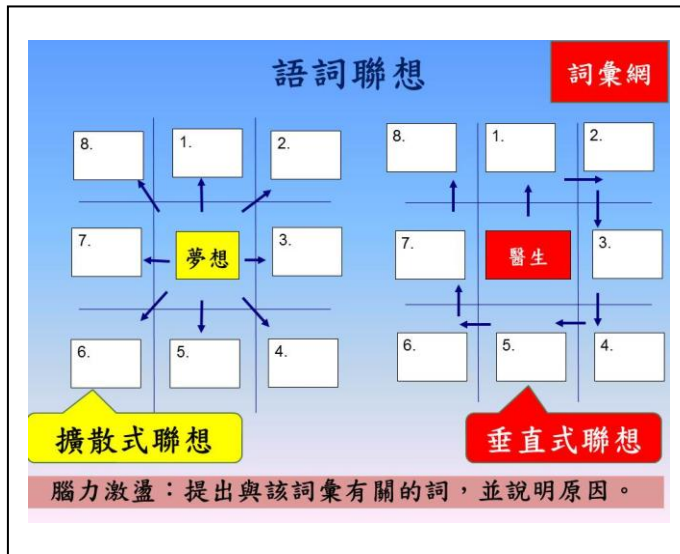 語詞聯想
詞彙網
8.
1.
2.
7.
夢想
3.
6.
5.
4.
擴散式聯想
8.
1.
2.
7.
醫生
3.
6.
5.
4.
垂直式聯想
腦力激盪：提出與該詞彙有關的詞，並說明原因。